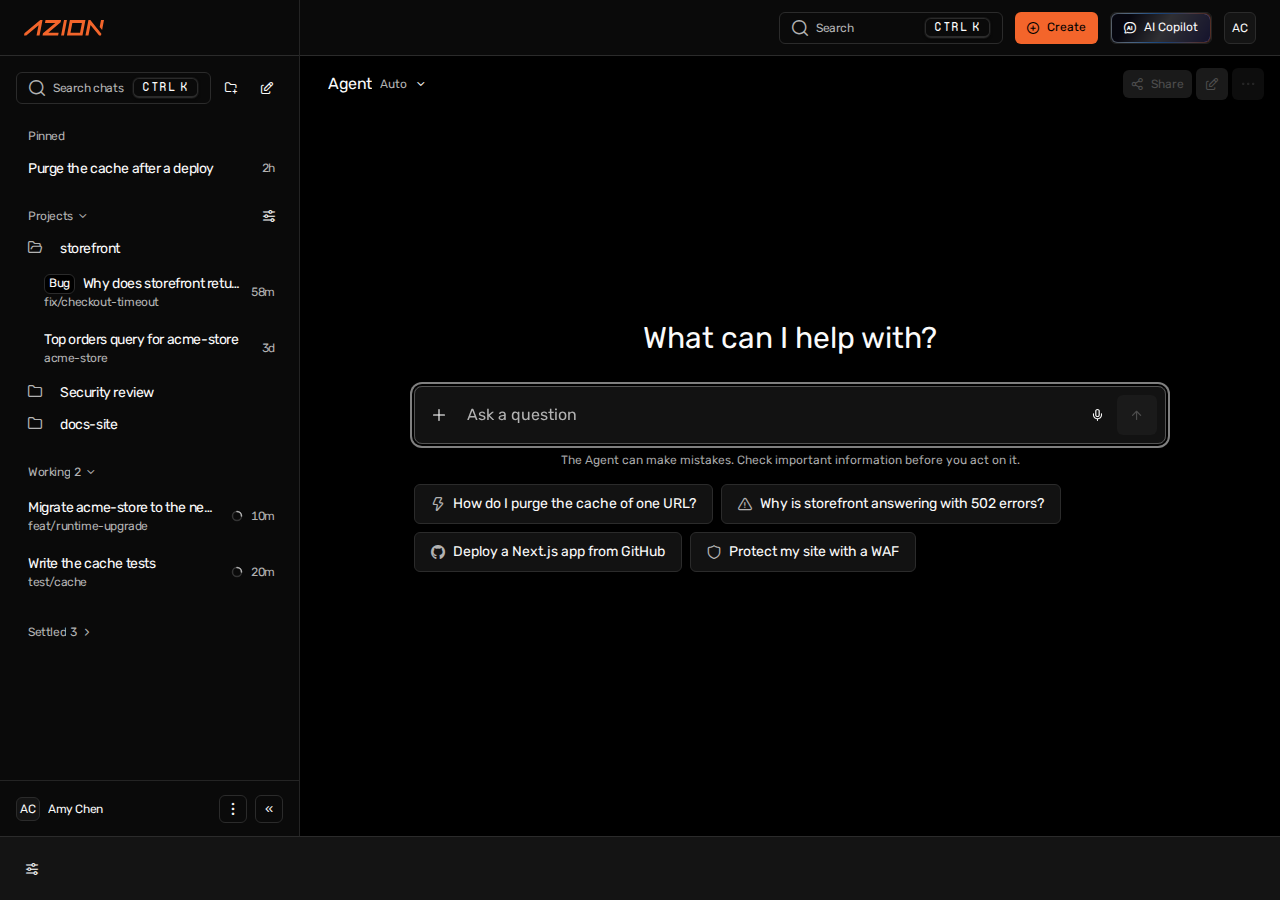 AZION
Search
CTRL K
Create
AI Copilot
AC
Search chats
CTRL K
Agent
Auto
Share
Pinned
Purge the cache after a deploy
2h
Projects
storefront
Bug
Why does storefront retu...
58m
fix/checkout-timeout
Top orders query for acme-store
3d
acme-store
Security review
docs-site
Working 2
Migrate acme-store to the ne...
10m
feat/runtime-upgrade
Write the cache tests
20m
test/cache
Settled 3
What can I help with?
Ask a question
The Agent can make mistakes. Check important information before you act on it.
How do I purge the cache of one URL?
Why is storefront answering with 502 errors?
Deploy a Next.js app from GitHub
Protect my site with a WAF
AC
Amy Chen